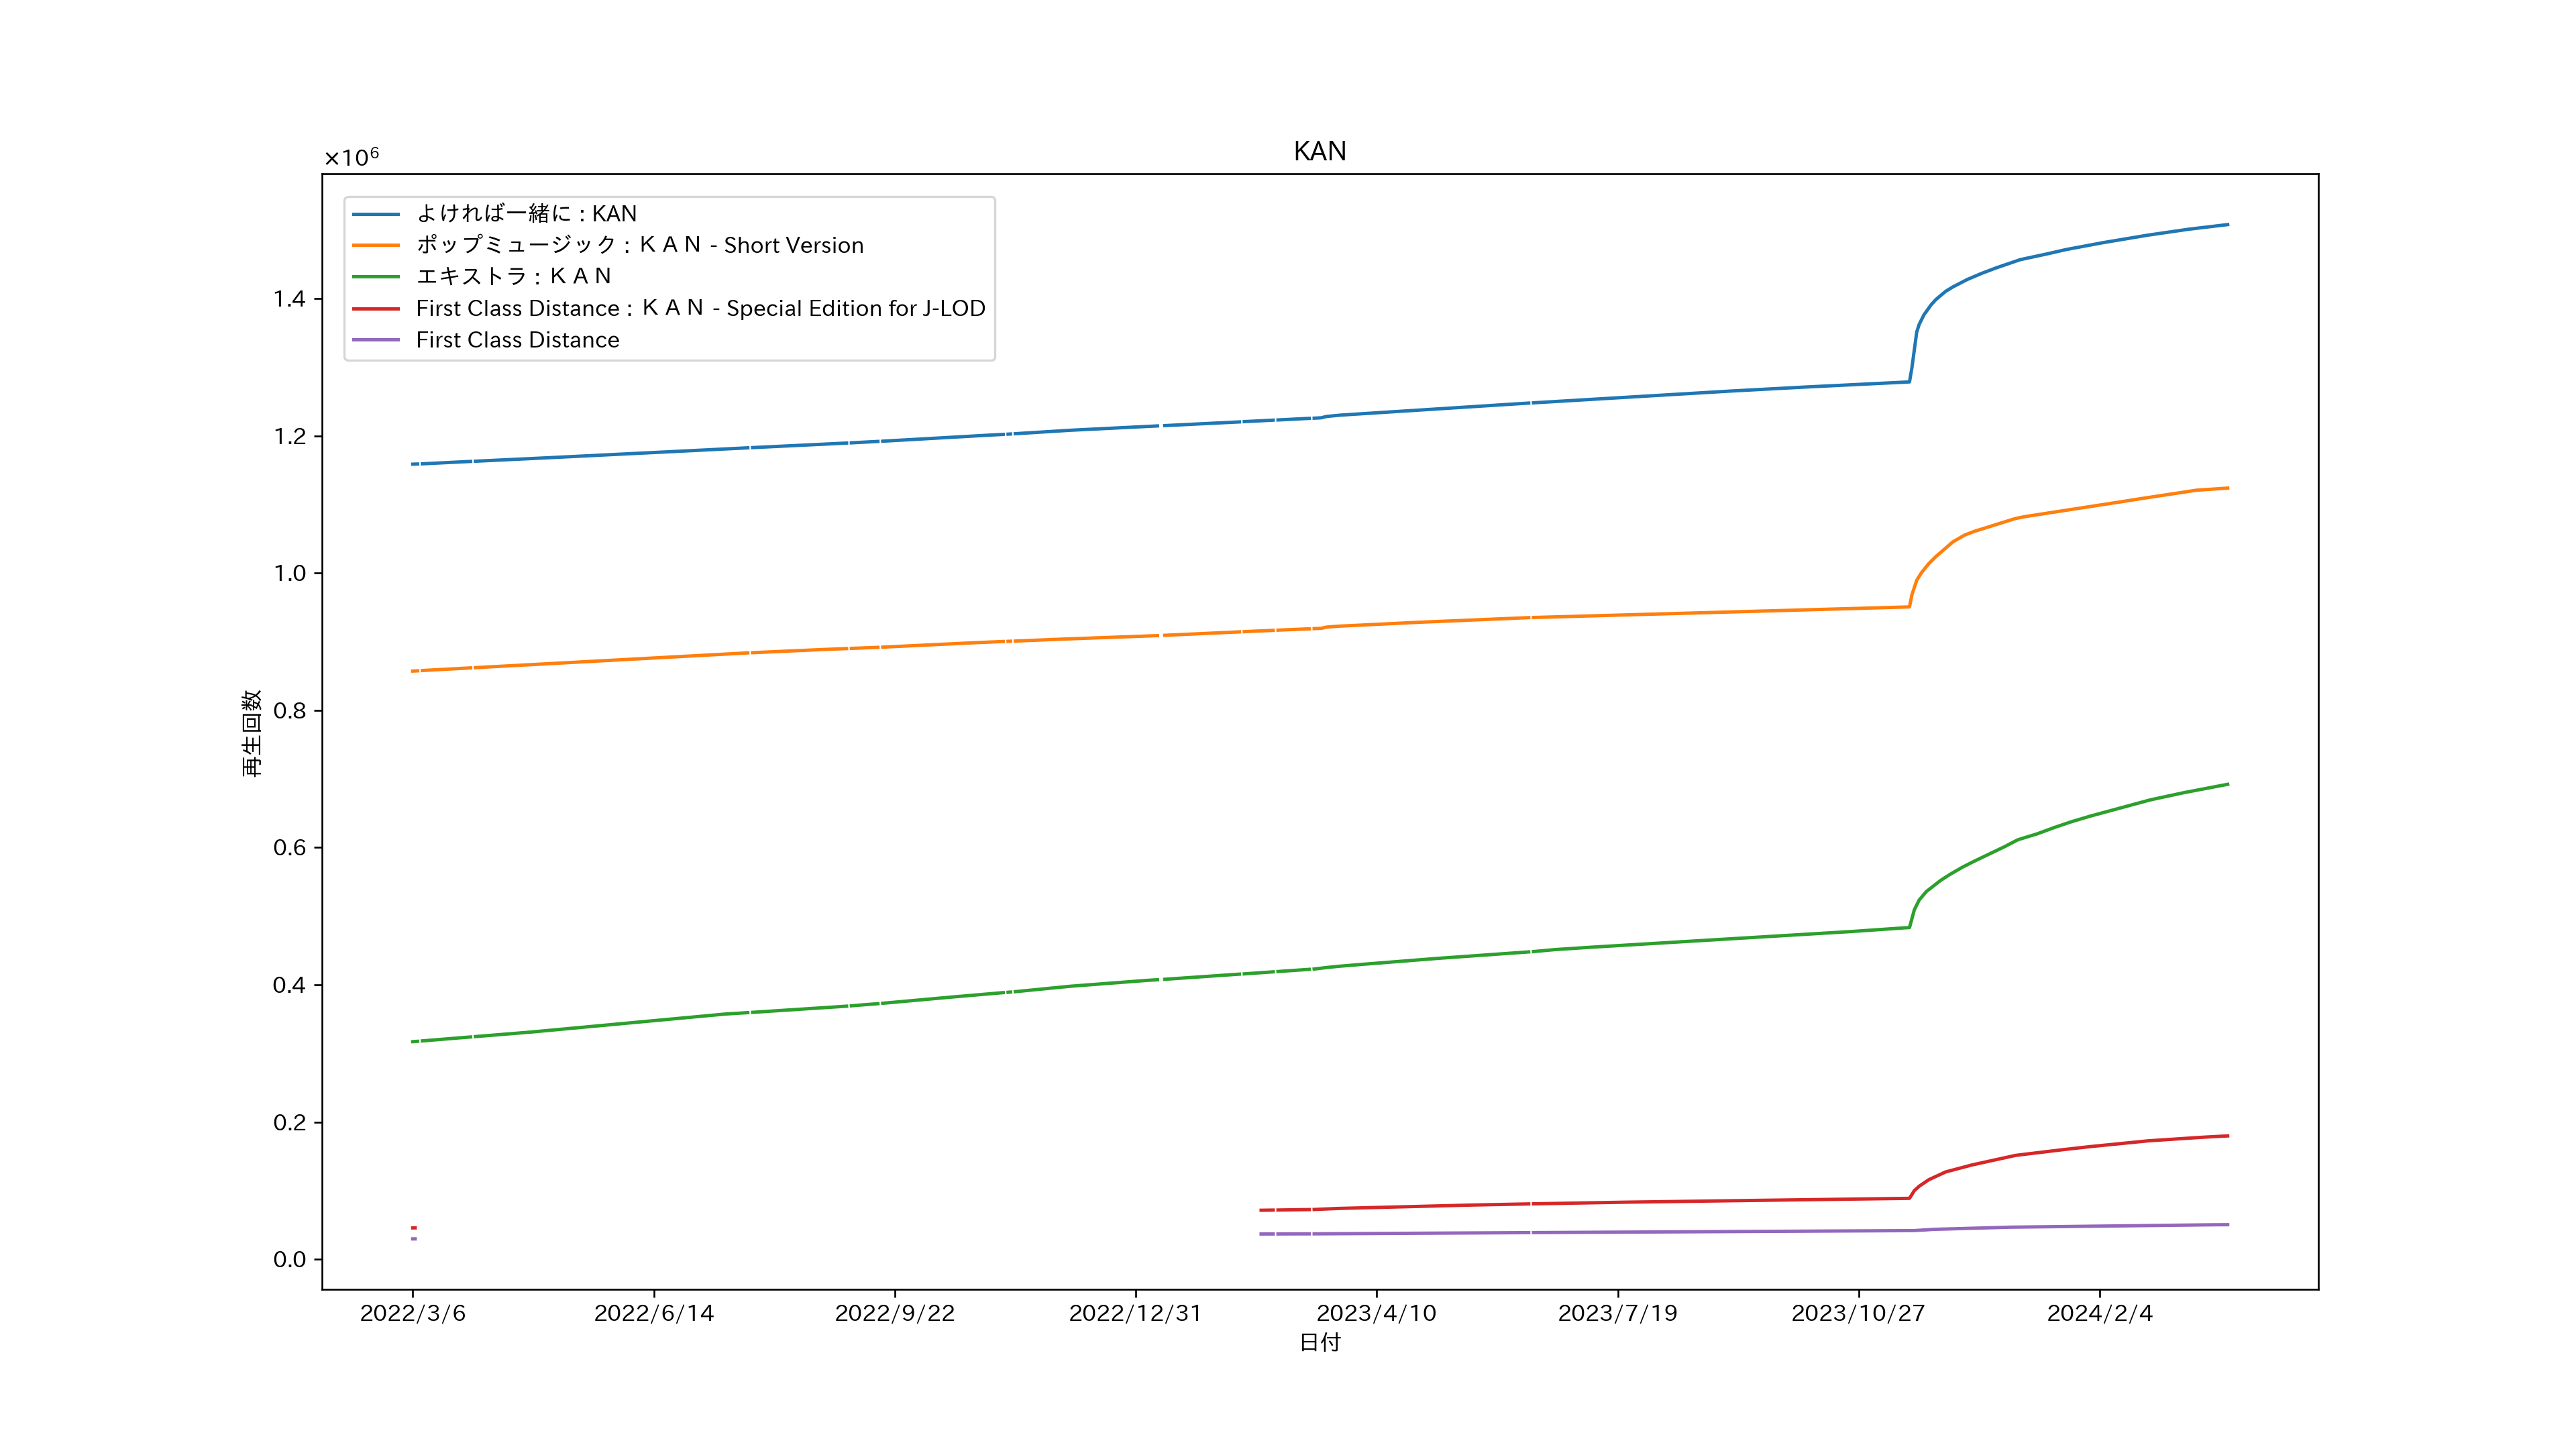 KAN
×10⁶
よければ一緒に : KAN
ポップミュージック : ＫＡＮ - Short Version
エキストラ : ＫＡＮ
First Class Distance : ＫＡＮ - Special Edition for J-LOD
First Class Distance
1.4
1.2
1.0
0.8
0.6
0.4
0.2
0.0
再生回数
2022/3/6
2022/6/14
2022/9/22
2022/12/31
2023/4/10
2023/7/19
2023/10/27
2024/2/4
日付